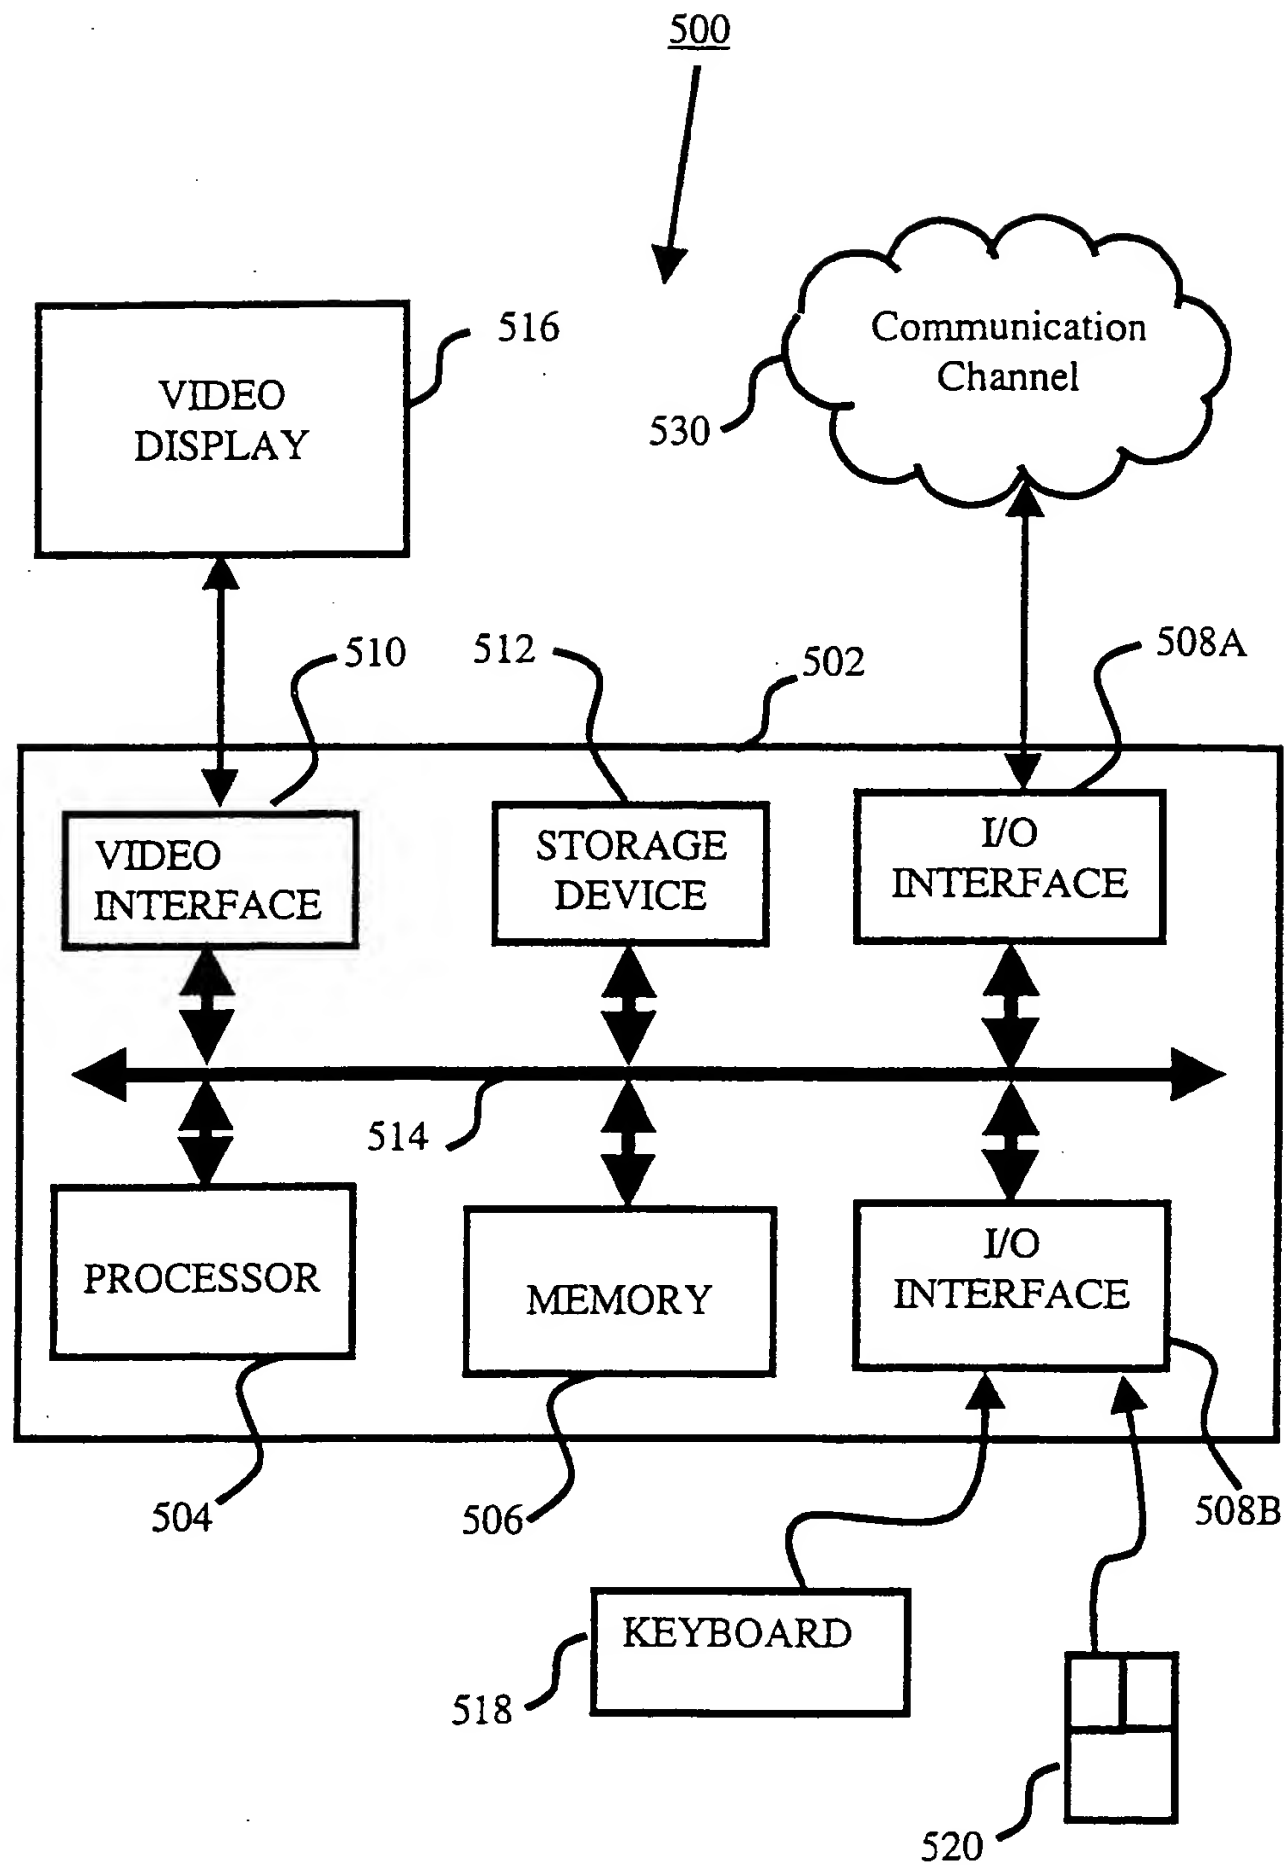 500
516
VIDEO
DISPLAY
Communication
Channel
530
510
512
502
508A
VIDEO
INTERFACE
STORAGE
DEVICE
I/O
INTERFACE
514
PROCESSOR
MEMORY
I/O
INTERFACE
504
506
508B
KEYBOARD
518
520